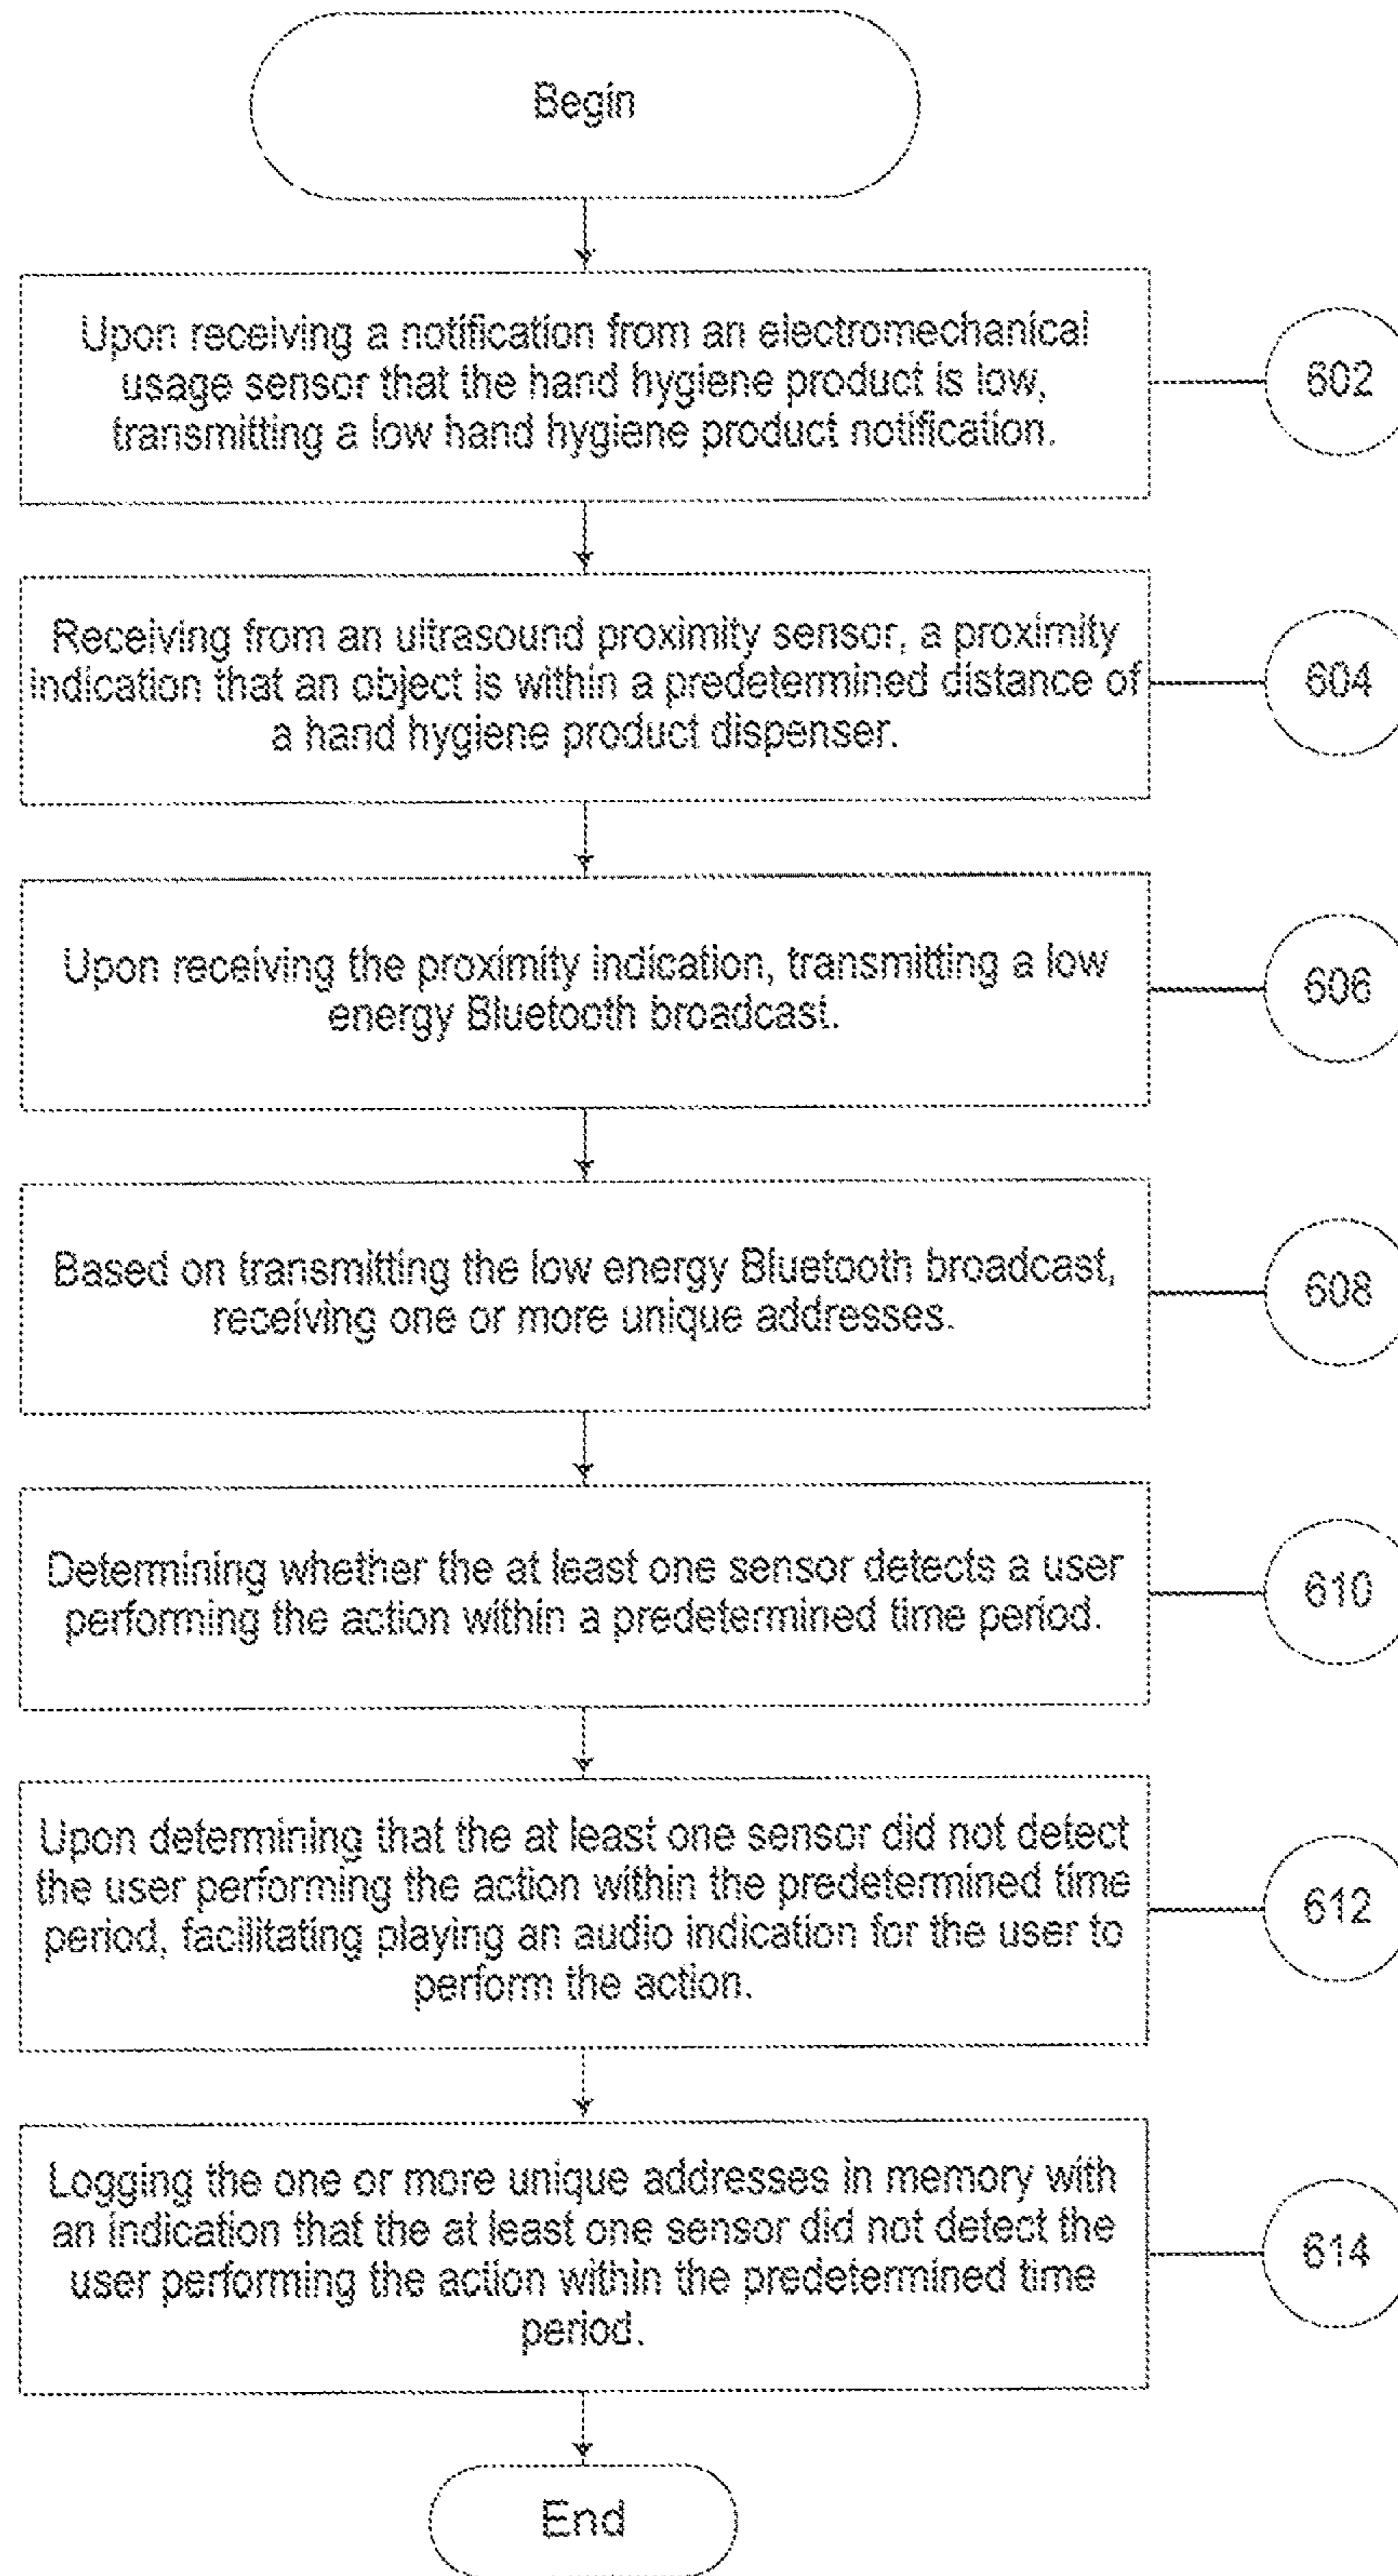 Begin
Upon receiving a notification from an electromechanical
usage sensor that the hand hygiene product is low,
transmitting a low hand hygiene product notification.
602
Receiving from an ultrasound proximity sensor, a proximity
indication that an object is within a predetermined distance of
a hand hygiene product dispenser.
604
Upon receiving the proximity indication, transmitting a low
energy Bluetooth broadcast.
606
Based on transmitting the low energy Bluetooth broadcast,
receiving one or more unique addresses.
608
Determining whether the at least one sensor detects a user
performing the action within a predetermined time period.
610
Upon determining that the at least one sensor did not detect
the user performing the action within the predetermined time
period, facilitating playing an audio indication for the user to
perform the action.
612
Logging the one or more unique addresses in memory with
an indication that the at least one sensor did not detect the
user performing the action within the predetermined time
period.
614
End